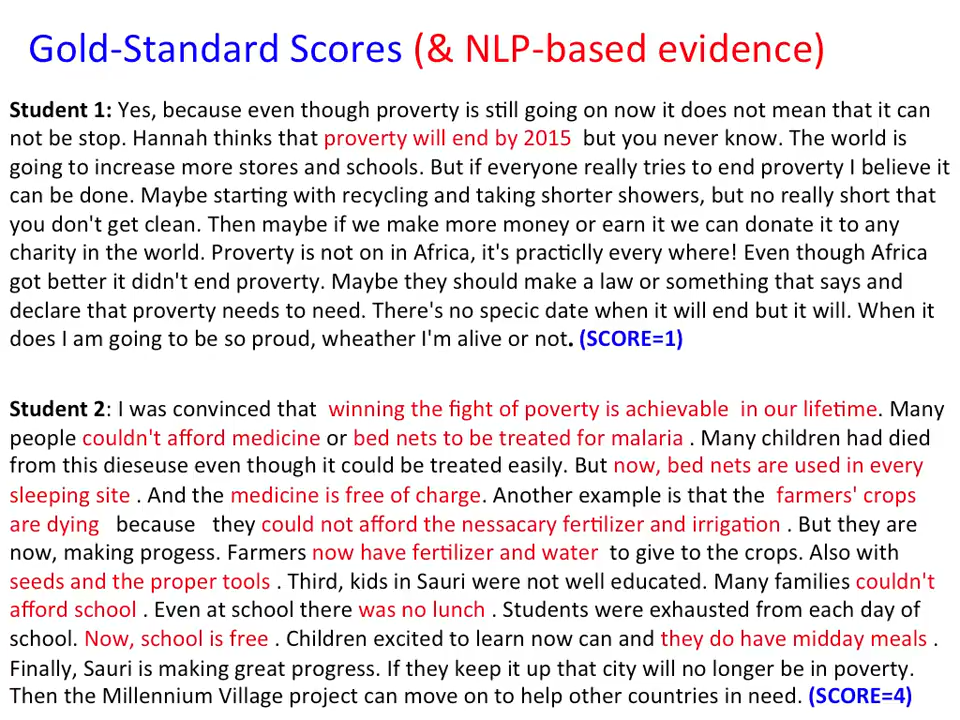 Gold-Standard Scores (& NLP-based evidence)
Student 1: Yes, because even though proverty is still going on now it does not mean that it can
not be stop. Hannah thinks that proverty will end by 2015 but you never know. The world is
going to increase more stores and schools. But if everyone really tries to end proverty I believe it
can be done. Maybe starting with recycling and taking shorter showers, but no really short that
you don't get clean. Then maybe if we make more money or earn it we can donate it to any
charity in the world. Proverty is not on in Africa, it's practiclly every where! Even though Africa
got better it didn't end proverty. Maybe they should make a law or something that says and
declare that proverty needs to need. There's no specic date when it will end but it will. When it
does I am going to be so proud, wheather I'm alive or not. (SCORE=1)
Student 2: I was convinced that winning the fight of poverty is achievable in our lifetime. Many
people couldn't afford medicine or bed nets to be treated for malaria . Many children had died
from this dieseuse even though it could be treated easily. But now, bed nets are used in every
sleeping site . And the medicine is free of charge. Another example is that the farmers' crops
are dying because they could not afford the nessacary fertilizer and irrigation . But they are
now, making progess. Farmers now have fertilizer and water to give to the crops. Also with
seeds and the proper tools . Third, kids in Sauri were not well educated. Many families couldn't
afford school . Even at school there was no lunch . Students were exhausted from each day of
school. Now, school is free . Children excited to learn now can and they do have midday meals .
Finally, Sauri is making great progress. If they keep it up that city will no longer be in poverty.
Then the Millennium Village project can move on to help other countries in need. (SCORE=4)